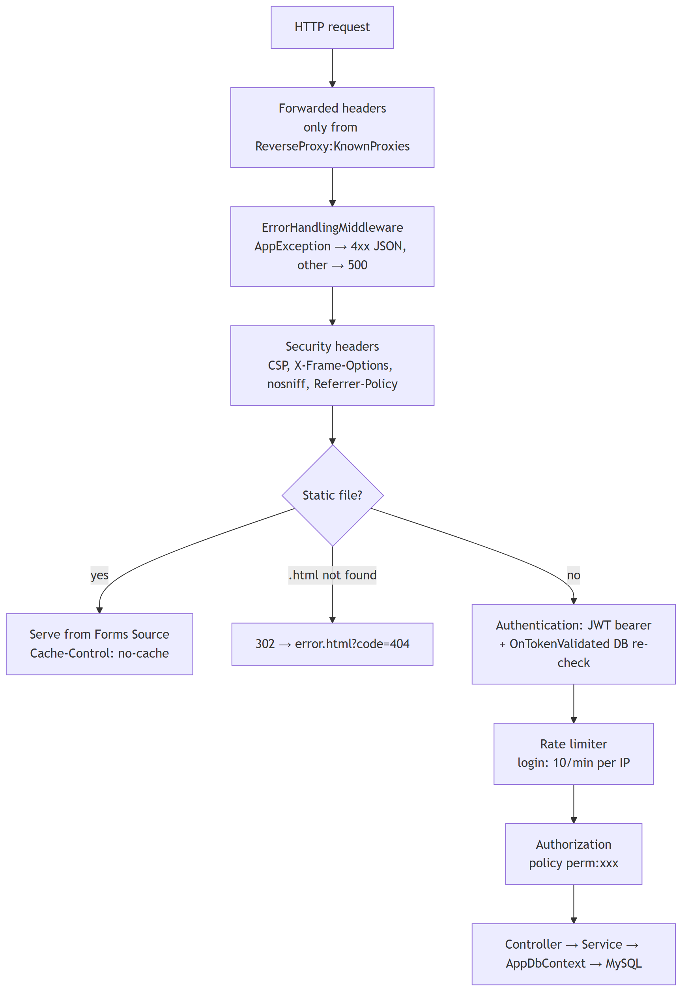 HTTP request
Forwarded headers
only from
ReverseProxy:KnownProxies
ErrorHandlingMiddleware
AppException → 4xx JSON,
other → 500
Security headers
CSP, X-Frame-Options,
nosniff, Referrer-Policy
Static file?
yes
.html not found
no
Serve from Forms Source
Cache-Control: no-cache
302 → error.html?code=404
Authentication: JWT bearer
+ OnTokenValidated DB re-
check
Rate limiter
login: 10/min per IP
Authorization
policy perm:xxx
Controller → Service →
AppDbContext → MySQL